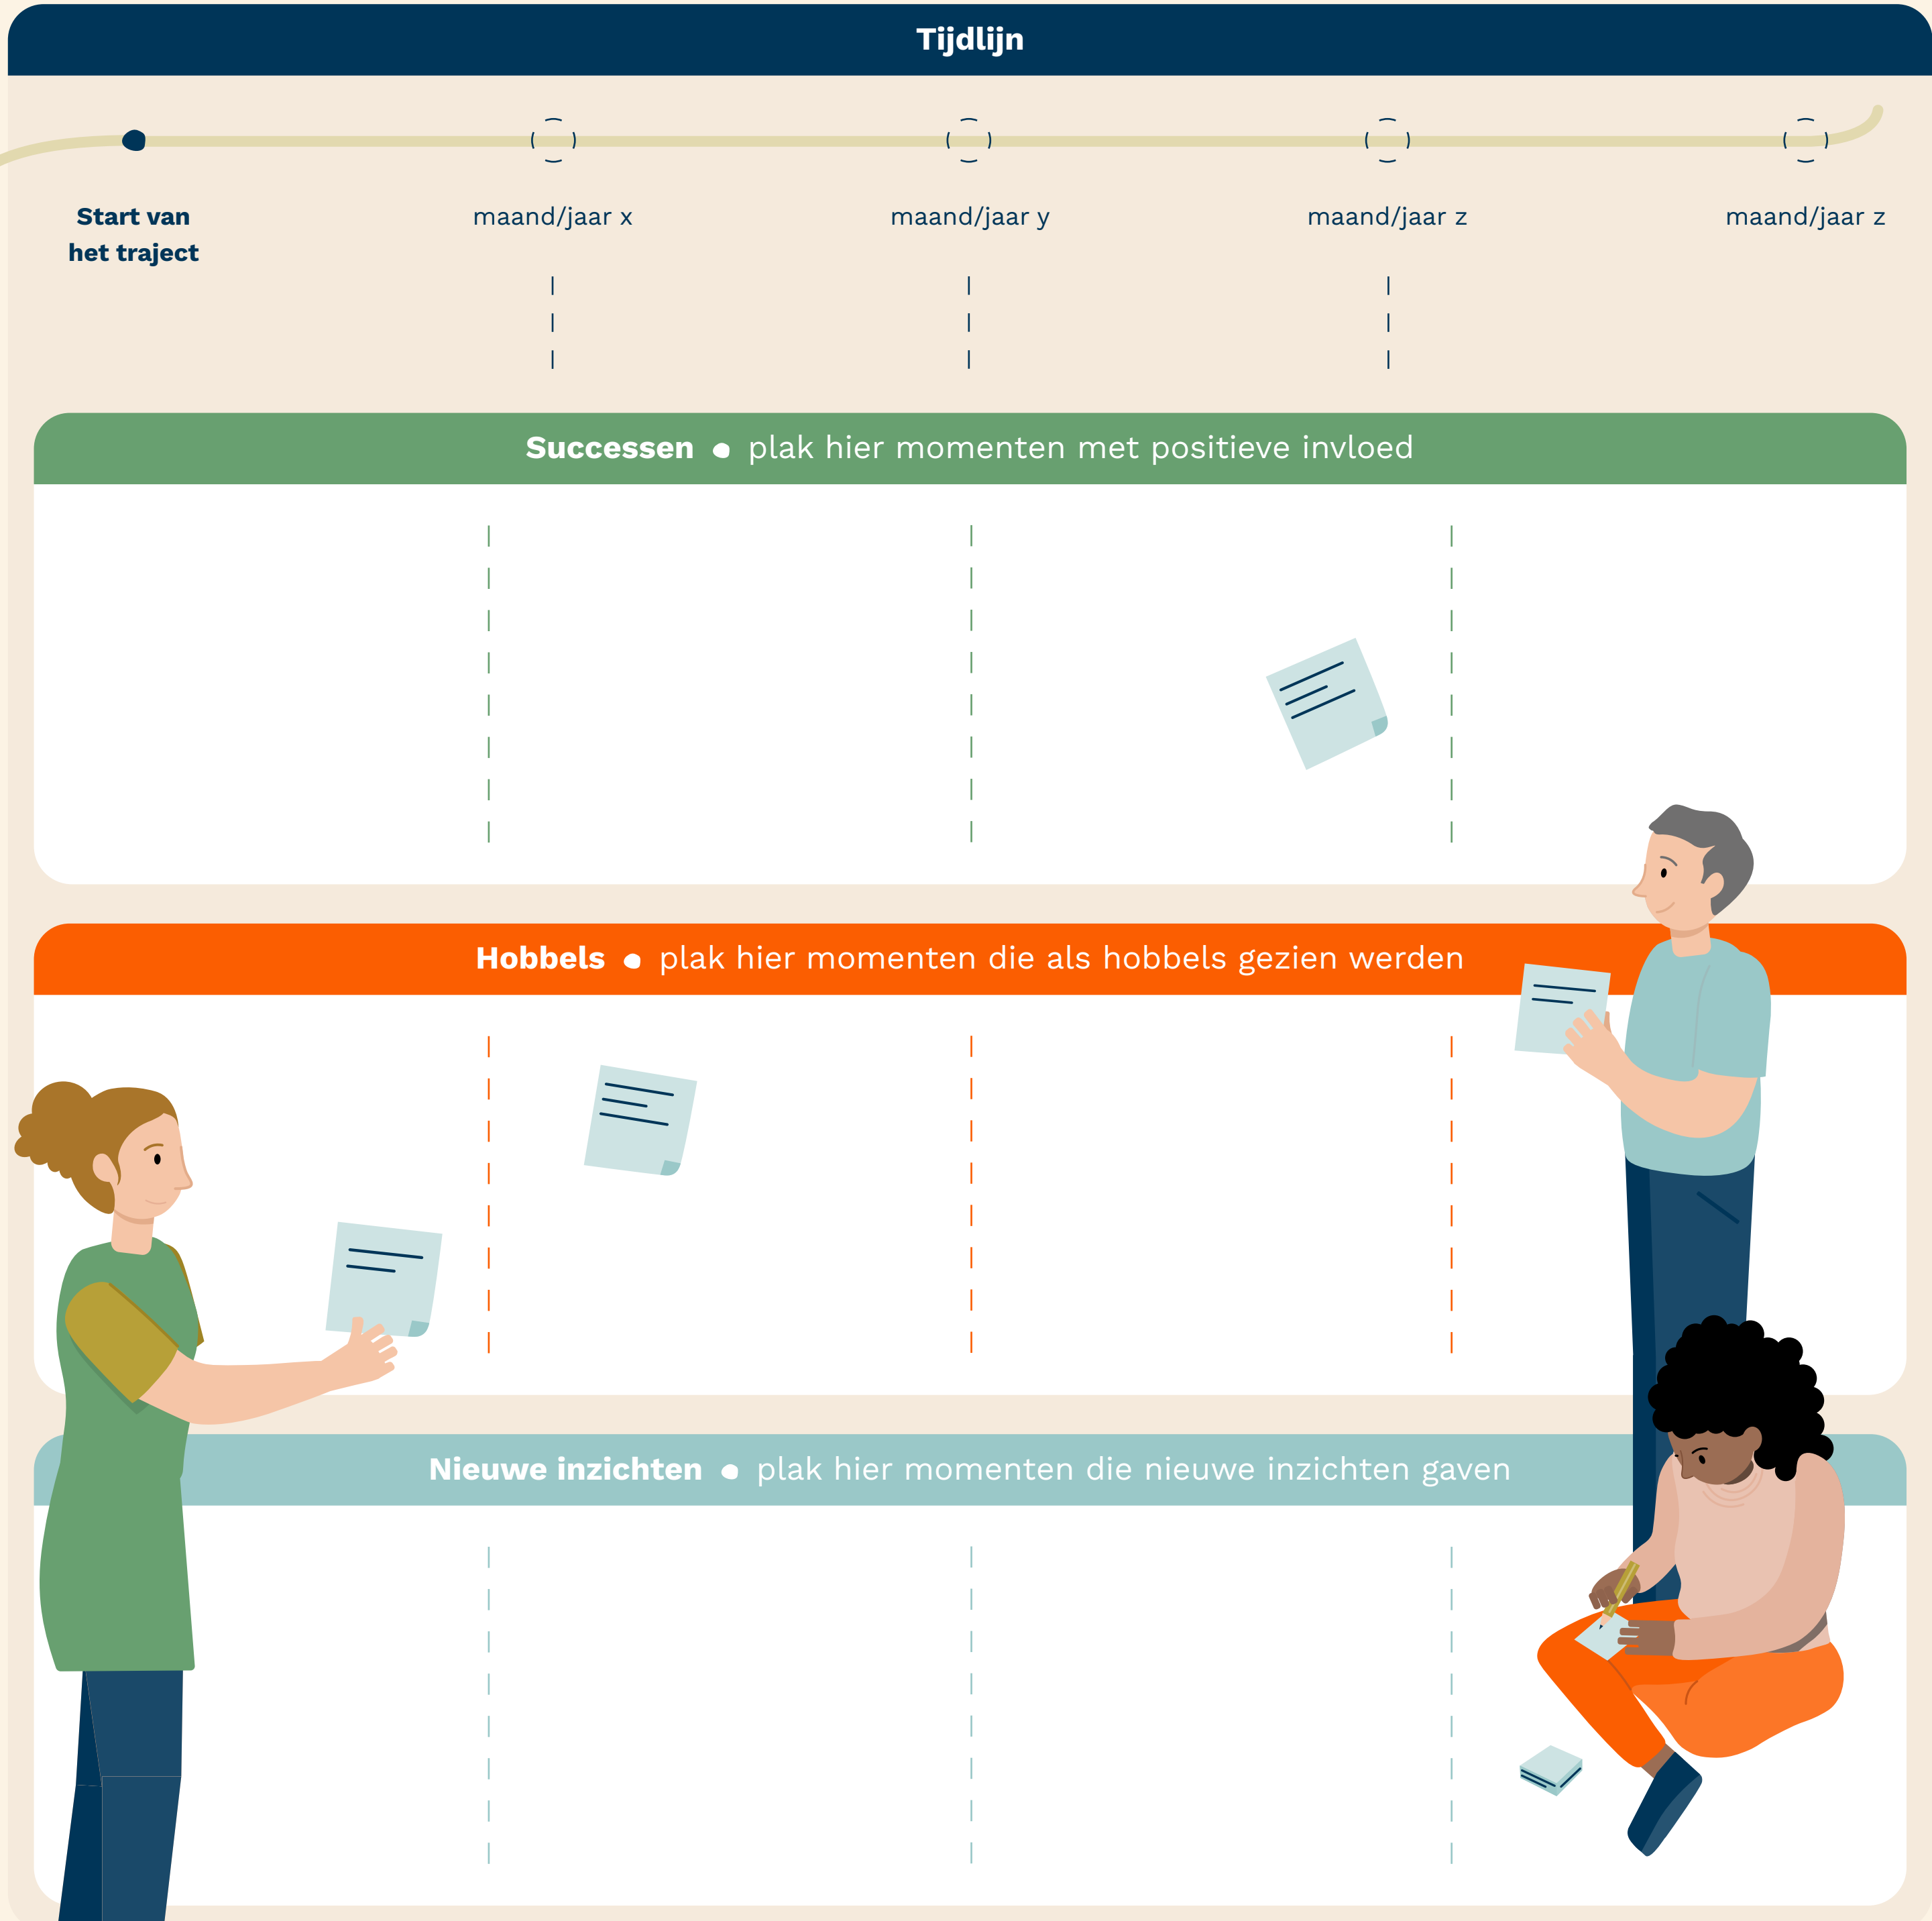 Tijdlijn
Start van
het traject
maand/jaar x
maand/jaar y
maand/jaar z
maand/jaar z
Successen • plak hier momenten met positieve invloed
Hobbels • plak hier momenten die als hobbels gezien werden
Nieuwe inzichten • plak hier momenten die nieuwe inzichten gaven